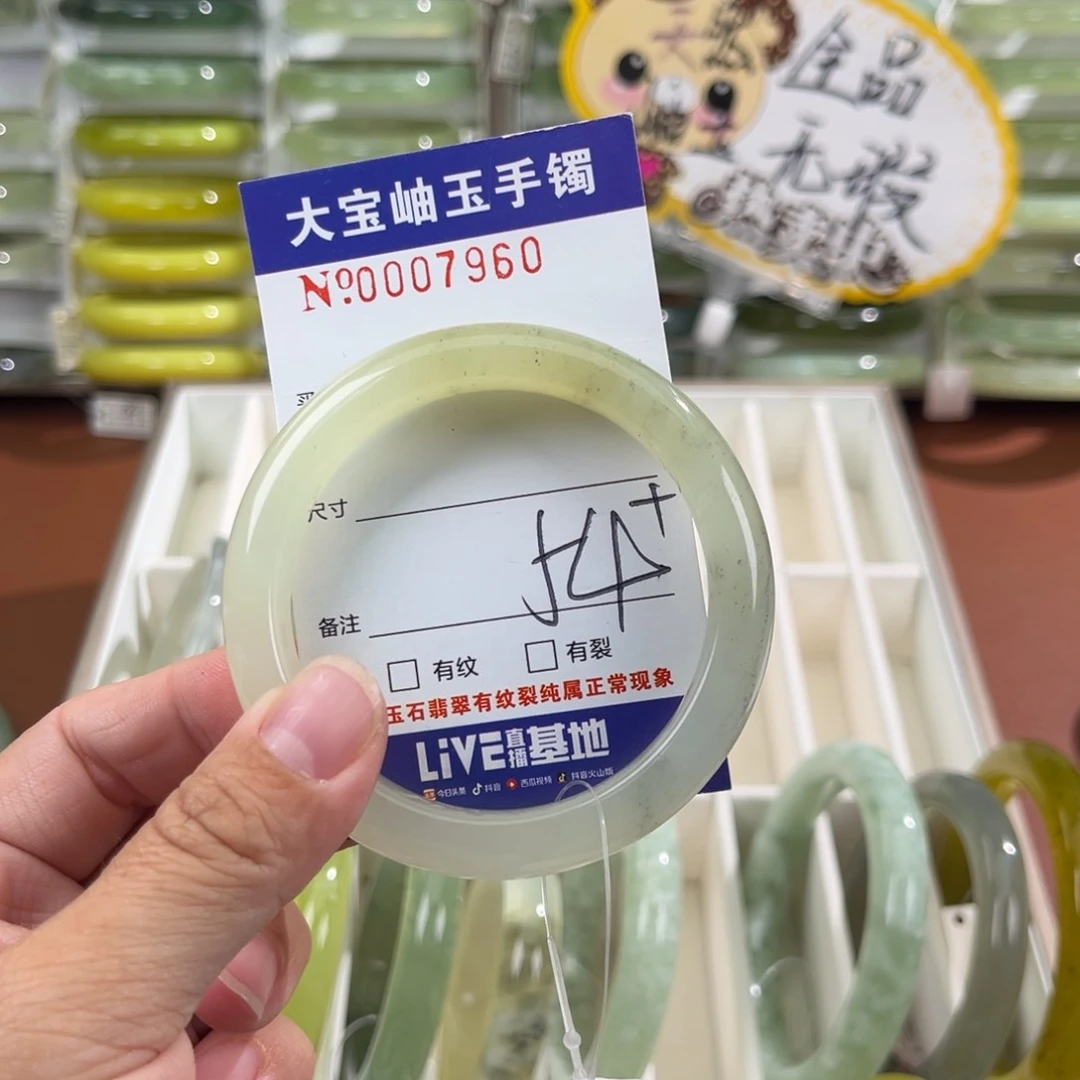 全品
无瑕
大宝岫玉手镯
Nº0007960
尺寸
备注
有纹
有裂
玉石翡翠有纹裂纯属正常现象
LiVE直播基地
今日头条 抖音 西瓜视频 抖音火山版